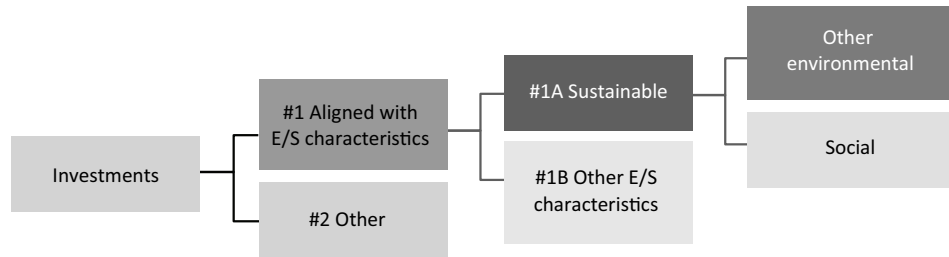 Investments
#1 Aligned with
E/S characteristics
#2 Other
#1A Sustainable
#1B Other E/S
characteristics
Other
environmental
Social